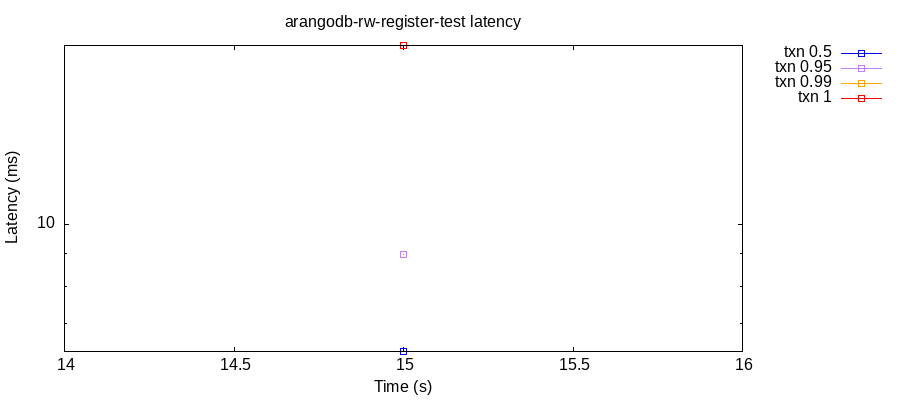 arangodb-rw-register-test latency
txn 0.5
txn 0.95
txn 0.99
txn 1
Latency (ms)
10
14
14.5
15
15.5
16
Time (s)